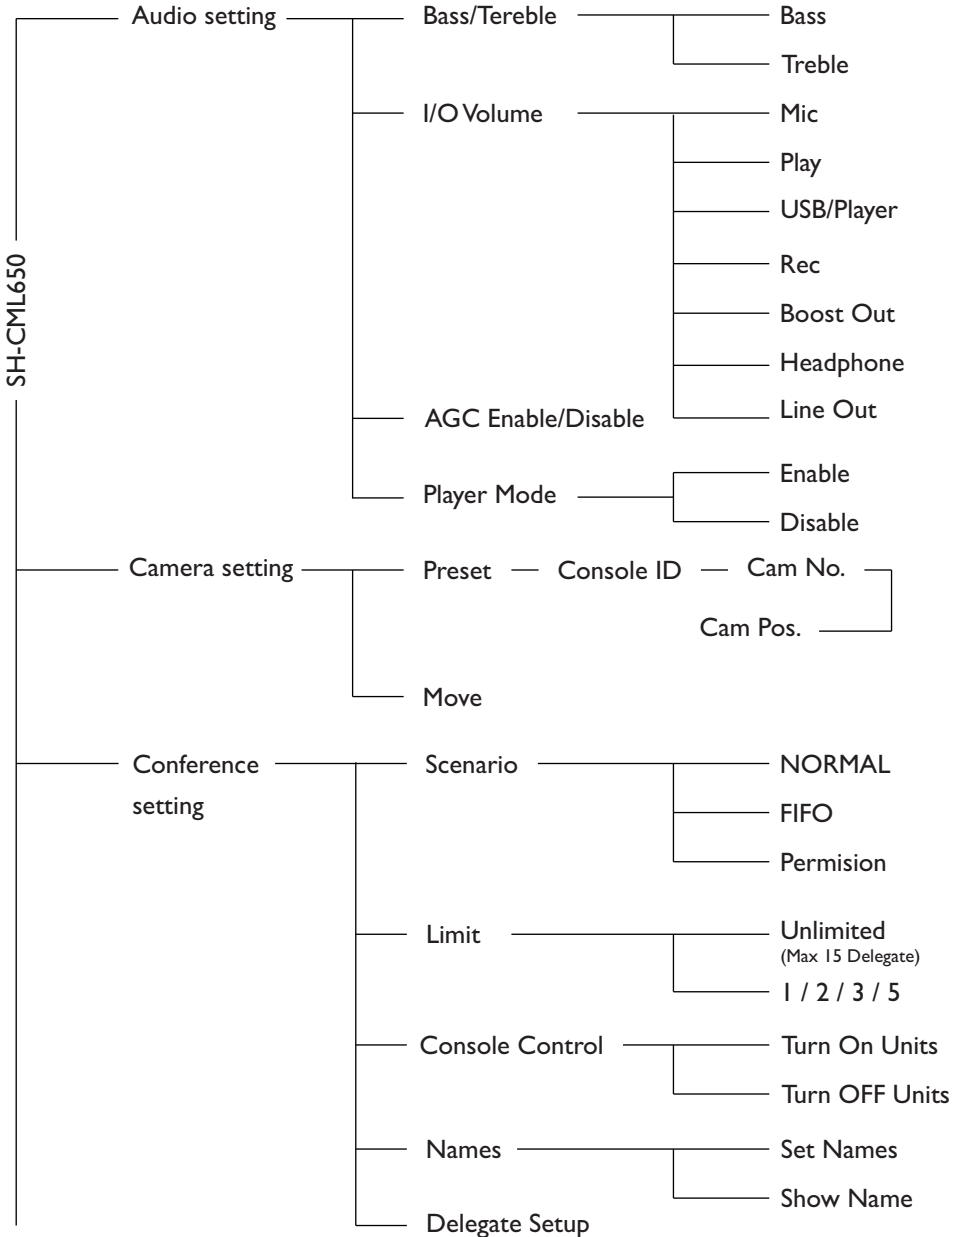 SH-CML650
Audio setting
Bass/Tereble
Bass
Treble
I/O Volume
Mic
Play
USB/Player
Rec
Boost Out
Headphone
Line Out
AGC Enable/Disable
Player Mode
Enable
Disable
Camera setting
Preset
Console ID
Cam No.
Cam Pos.
Move
Conference
setting
Scenario
NORMAL
FIFO
Permision
Limit
Unlimited
(Max 15 Delegate)
1 / 2 / 3 / 5
Console Control
Turn On Units
Turn OFF Units
Names
Set Names
Show Name
Delegate Setup